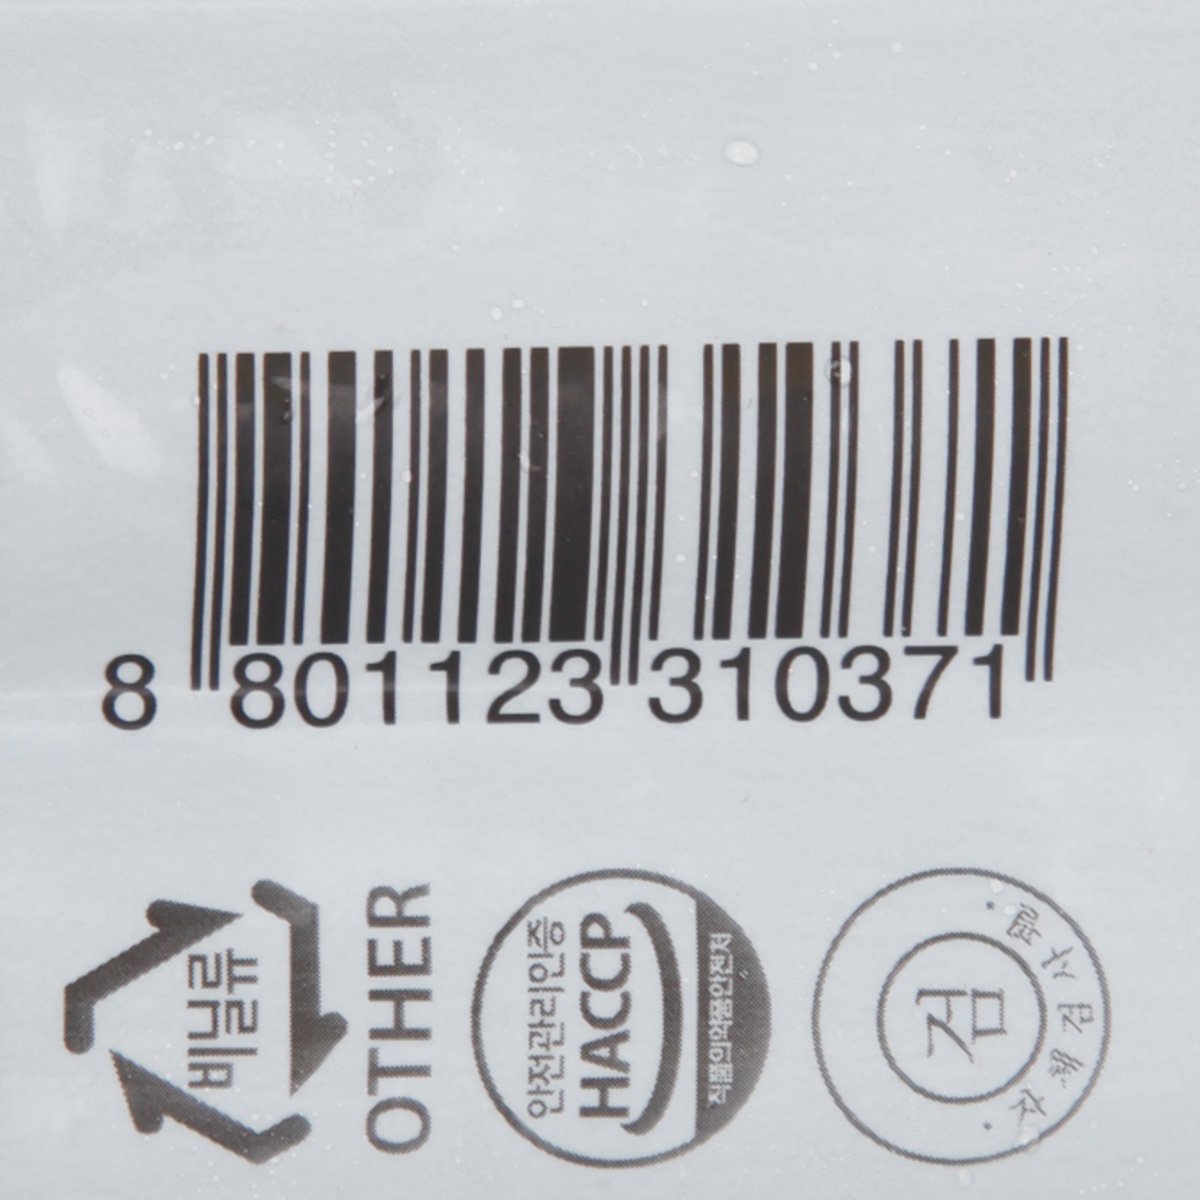 8 801123 310371
비닐류
OTHER
안전관리인증
HACCP
식품의약품안전처
검